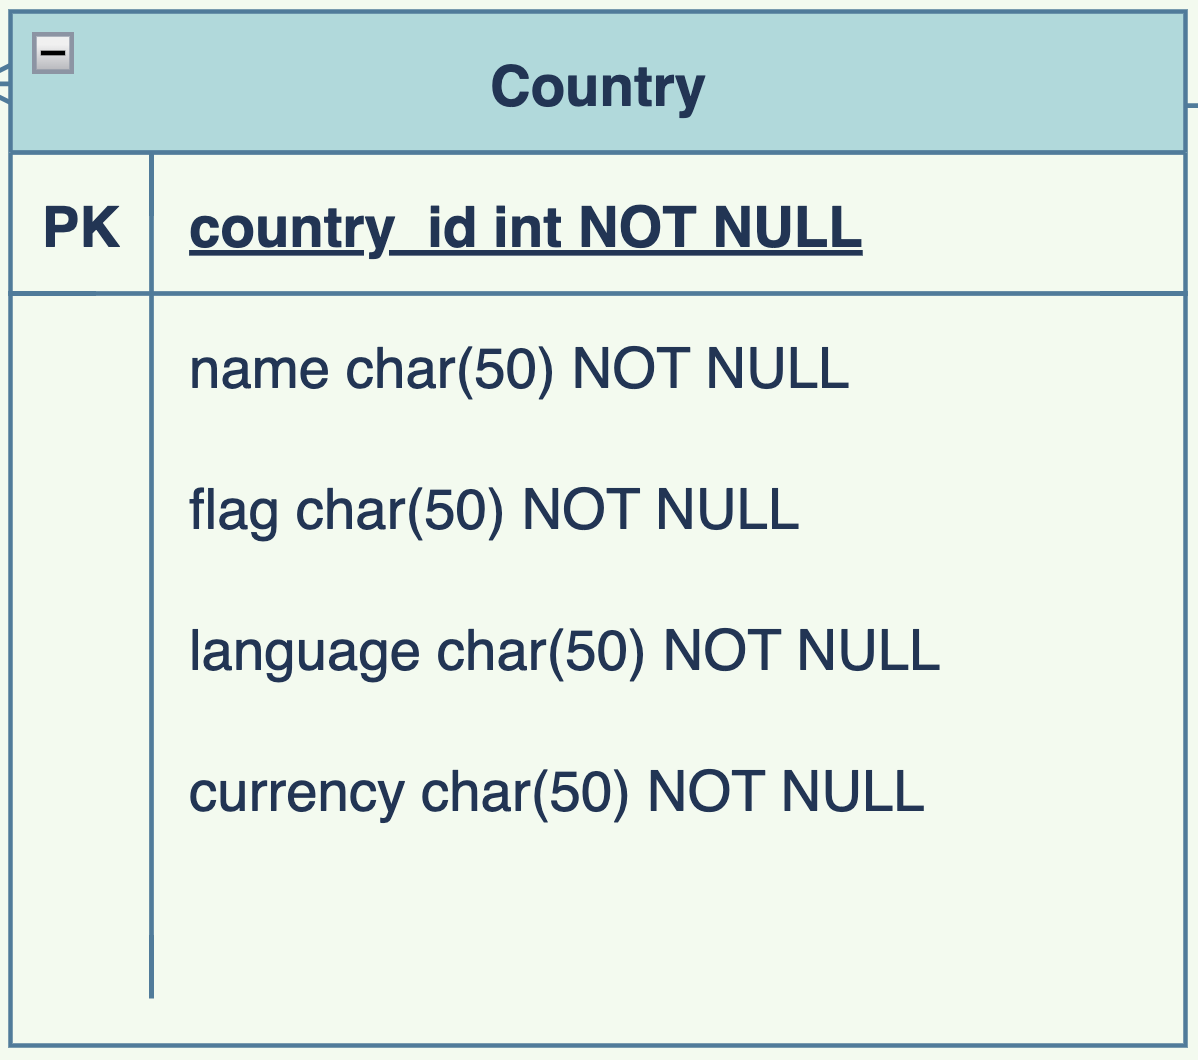 Country
PK country_id int NOT NULL
name char(50) NOT NULL
flag char(50) NOT NULL
language char(50) NOT NULL
currency char(50) NOT NULL